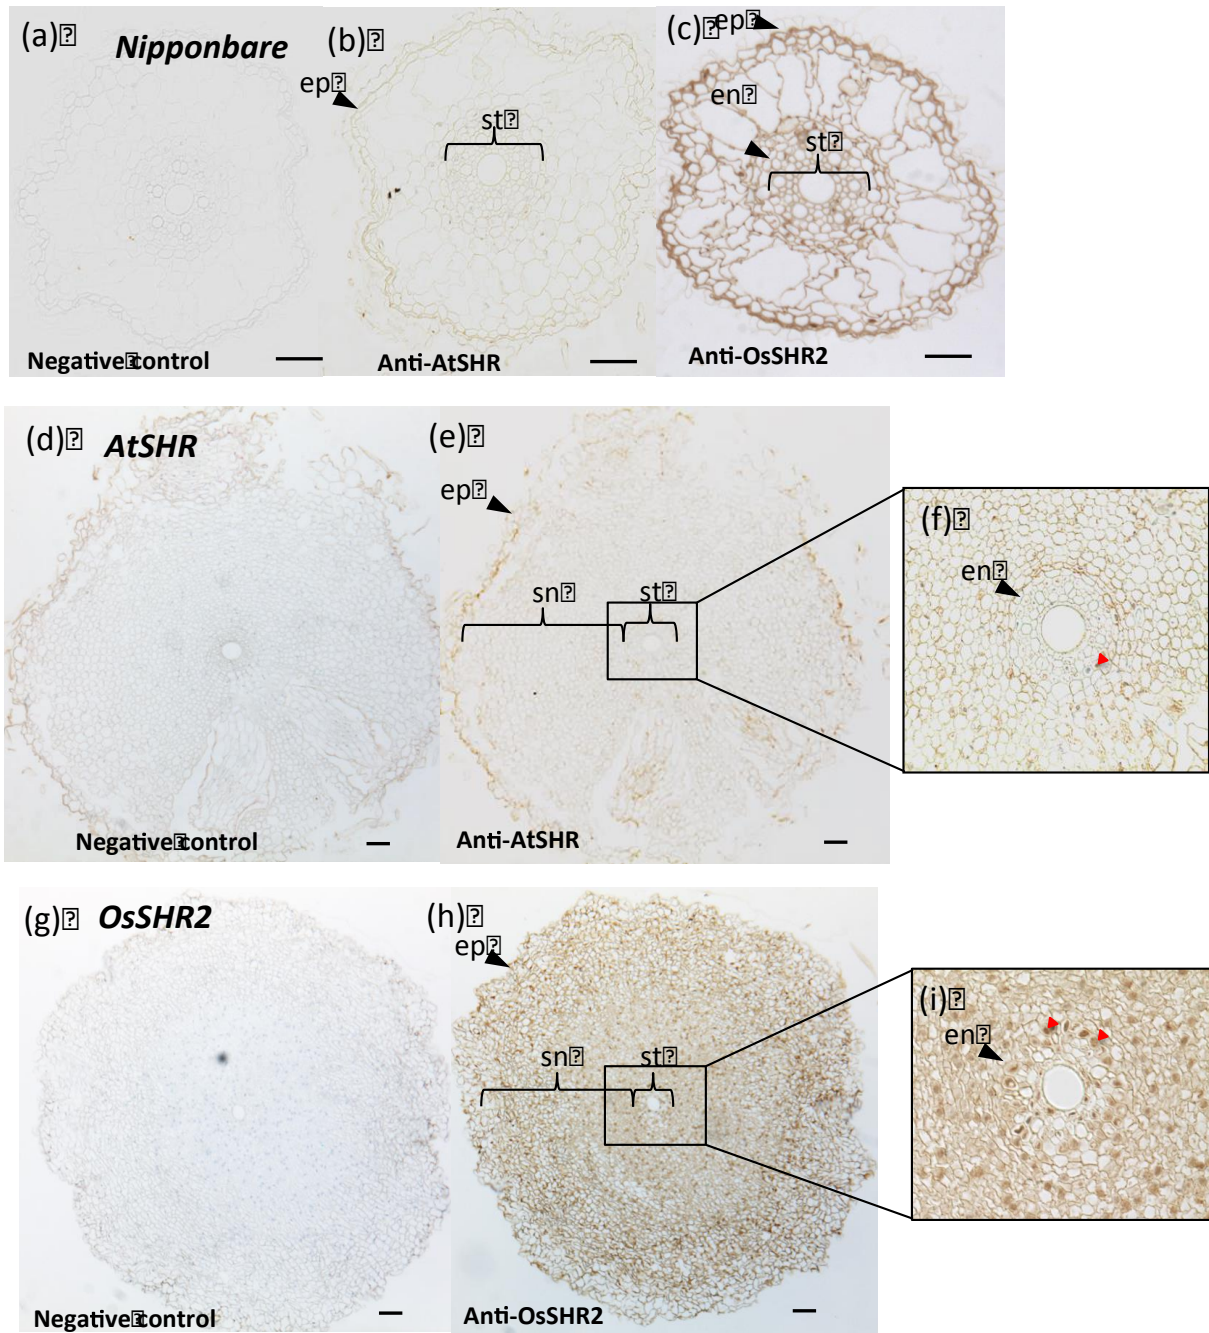 (a)
Nipponbare
(b)
ep
st
(c)
ep
en
st
Negative control
Anti-AtSHR
Anti-OsSHR2
(d)
AtSHR
(e)
ep
sn
st
(f)
en
Negative control
Anti-AtSHR
(g)
OsSHR2
(h)
ep
sn
st
(i)
en
Negative control
Anti-OsSHR2